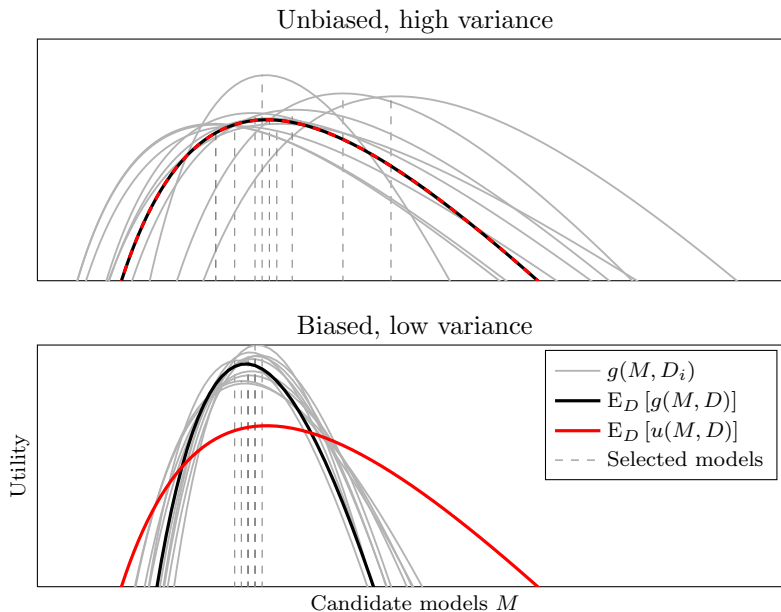 Unbiased, high variance
Biased, low variance
g(M, D_i)
E_D [g(M, D)]
E_D [u(M, D)]
Selected models
Utility
Candidate models M